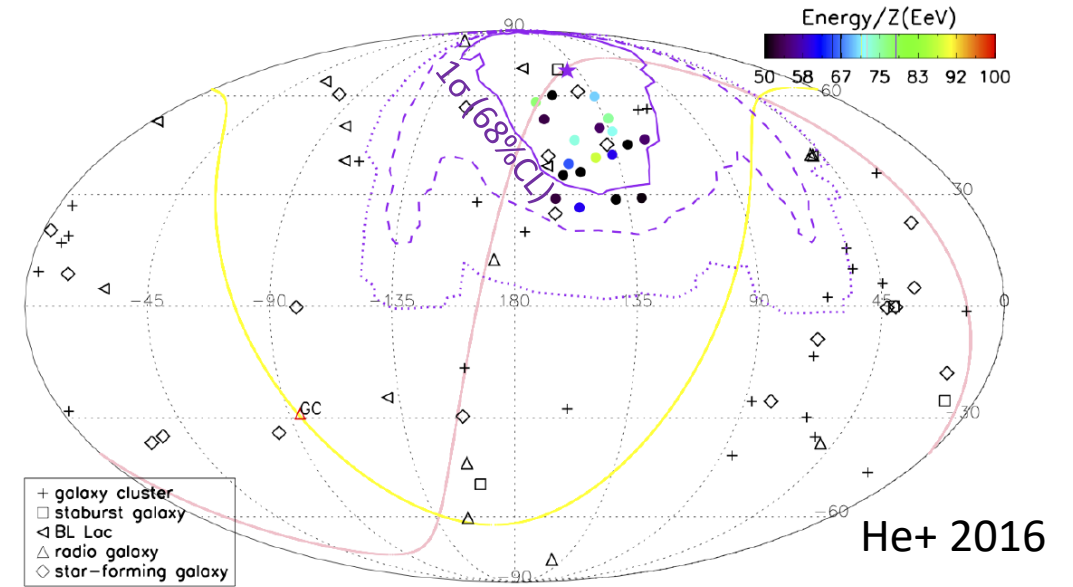 Energy/Z(EeV)
50 58 67 75 83 92 100
90
60
1σ(68%CL)
30
−45 −90 −135 180 135 90 45 0
GC
−30
−60
−90
+ galaxy cluster
□ staburst galaxy
◁ BL Lac
△ radio galaxy
◇ star−forming galaxy
He+ 2016